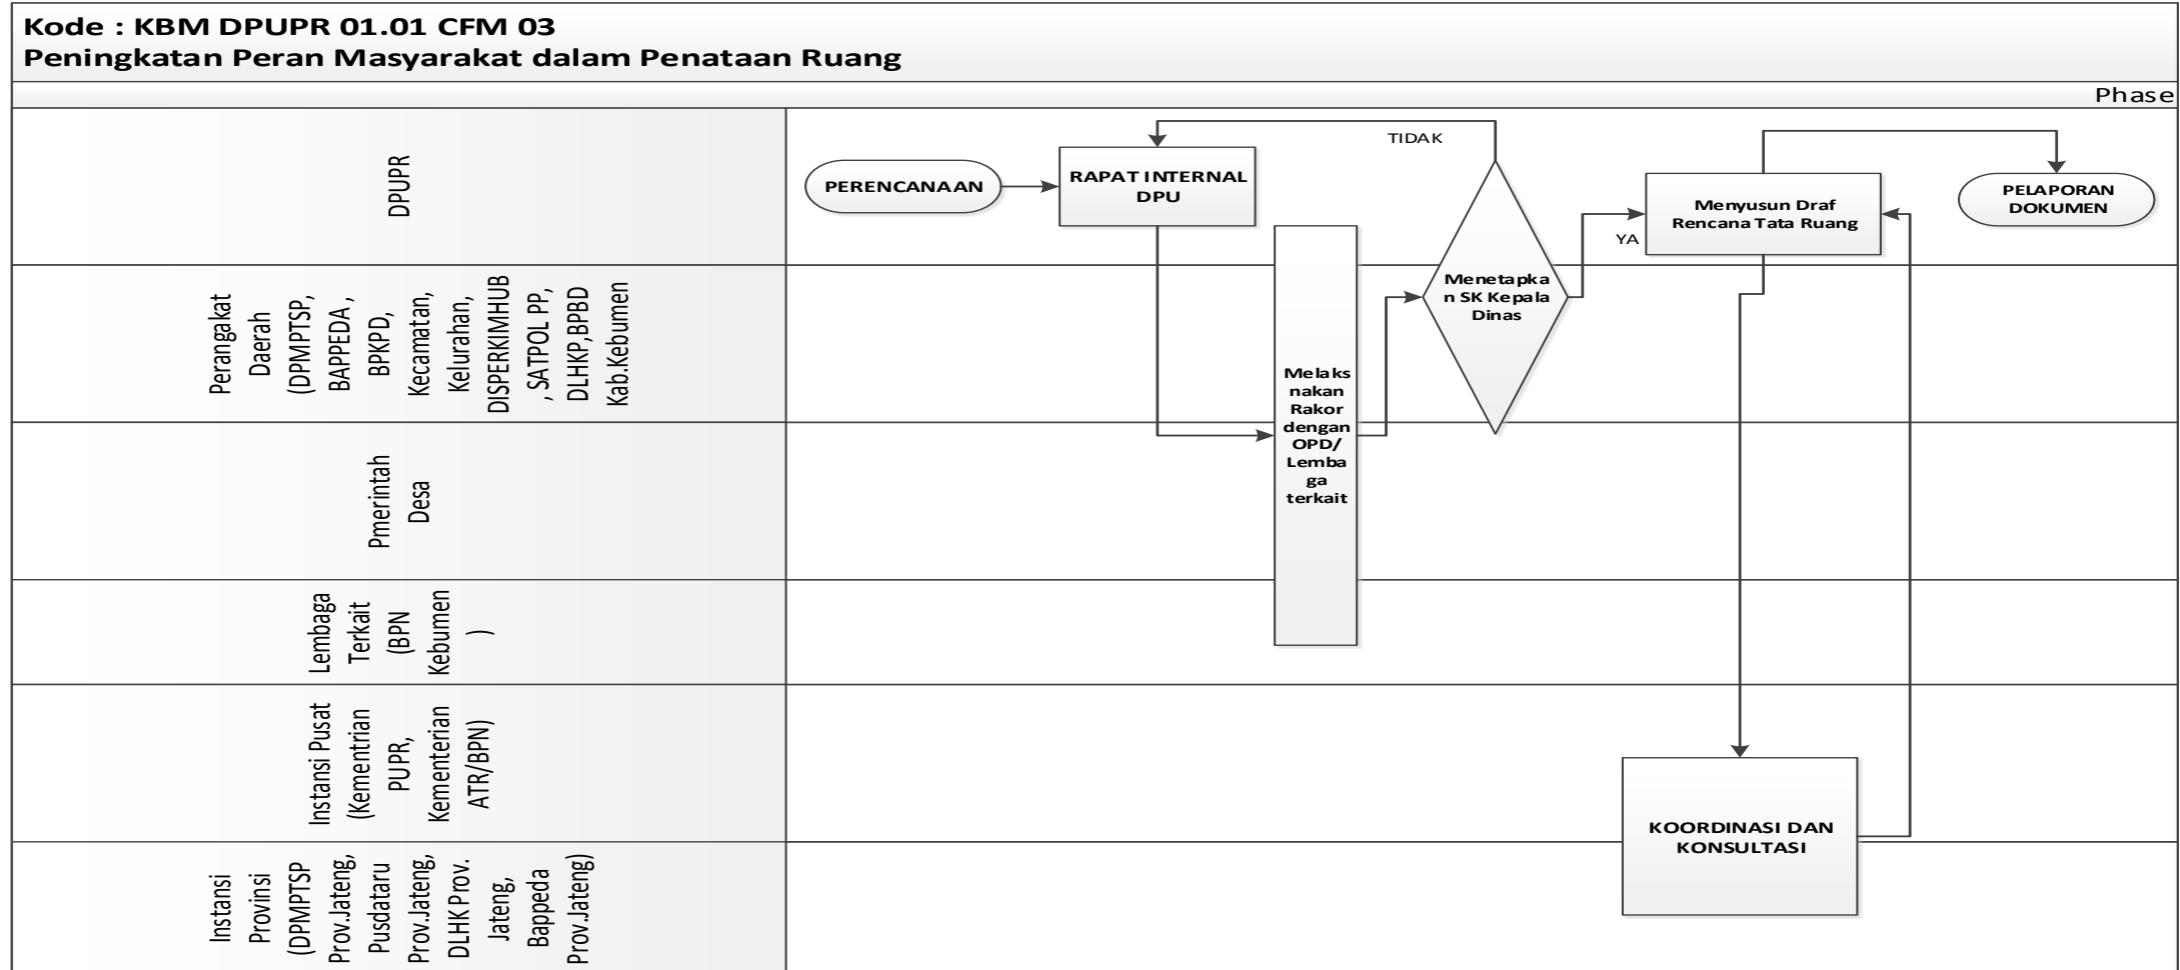 Kode : KBM DPUPR 01.01 CFM 03
Peningkatan Peran Masyarakat dalam Penataan Ruang
Phase
DPUPR
PERENCANAAN
RAPAT INTERNAL
DPU
TIDAK
Menyusun Draf
Rencana Tata Ruang
PELAPORAN
DOKUMEN
YA
Perangakat
Daerah
(DPMPTSP,
BAPPEDA ,
BPKPD,
Kecamatan,
Kelurahan,
DISPERKIMHUB
, SATPOL PP ,
DLHKP,BPBD
Kab.Kebumen
Melaks
nakan
Rakor
dengan
OPD/
Lemba
ga
terkait
Menetapka
n SK Kepala
Dinas
Pmerintah
Desa
Lembaga
Terkait
(BPN
Kebumen
)
Instansi Pusat
(Kementrian
PUPR,
Kementerian
ATR/BPN)
KOORDINASI DAN
KONSULTASI
Instansi
Provinsi
(DPMPTSP
Prov.Jateng,
Pusdataru
Prov.Jateng,
DLHK Prov.
Jateng,
Bappeda
Prov.Jateng)